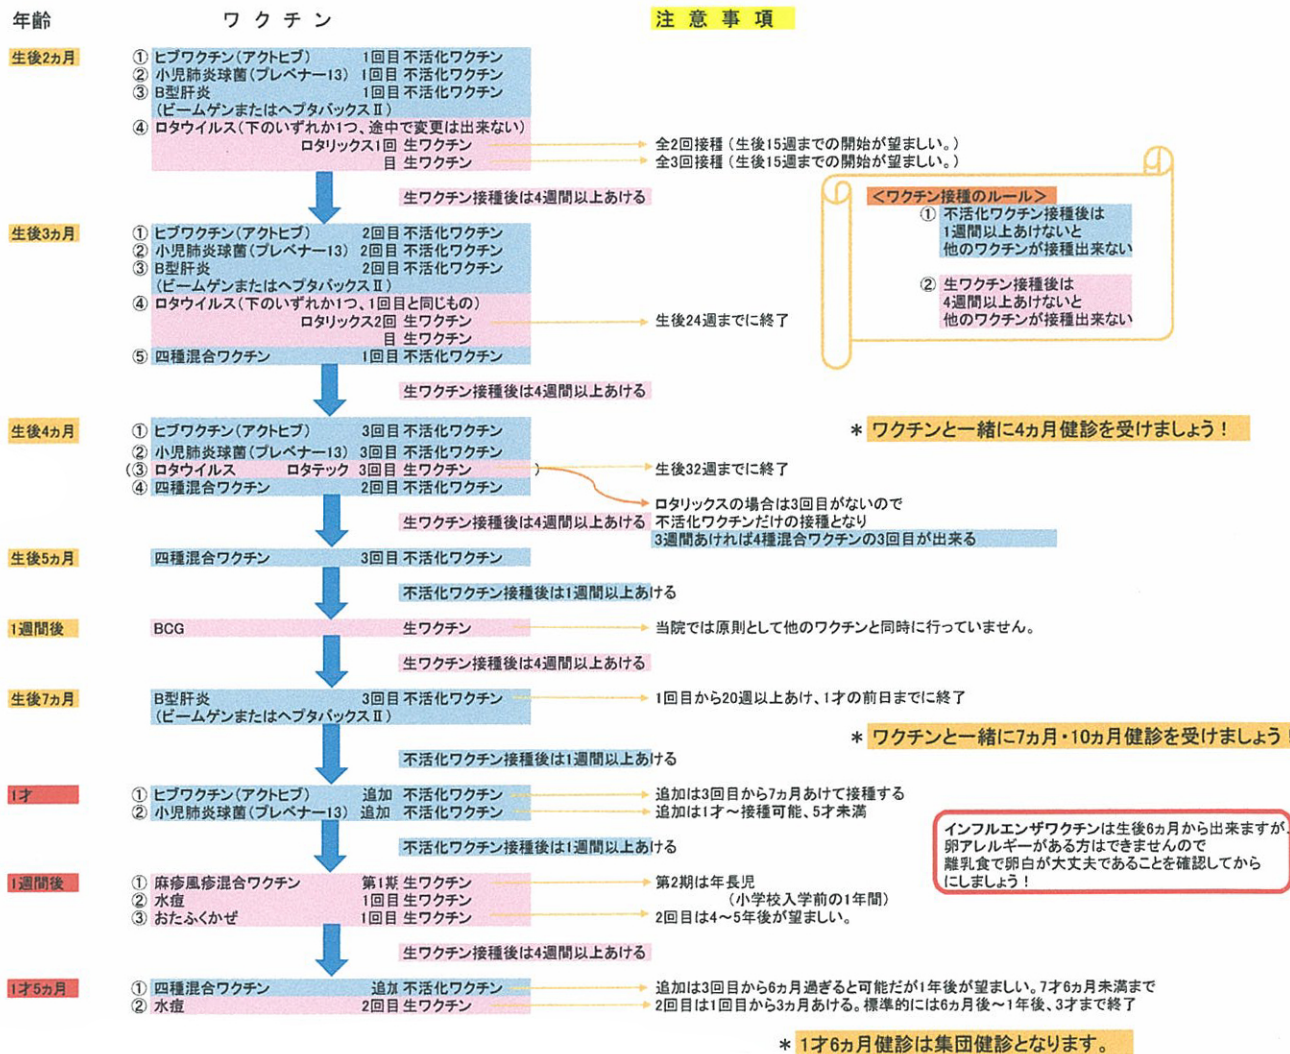 年齢 ワクチン 注意事項
生後2ヵ月 ① ヒブワクチン(アクトヒブ) 1回目 不活化ワクチン
② 小児肺炎球菌(プレベナー13) 1回目 不活化ワクチン
③ B型肝炎 1回目 不活化ワクチン
(ビームゲンまたはヘプタバックスⅡ)
④ ロタウイルス(下のいずれか1つ、途中で変更は出来ない)
ロタリックス1回 生ワクチン 全2回接種(生後15週までの開始が望ましい。)
目 生ワクチン 全3回接種(生後15週までの開始が望ましい。)
生ワクチン接種後は4週間以上あける
<ワクチン接種のルール>
① 不活化ワクチン接種後は
1週間以上あけないと
他のワクチンが接種出来ない
② 生ワクチン接種後は
4週間以上あけないと
他のワクチンが接種出来ない
生後3ヵ月 ① ヒブワクチン(アクトヒブ) 2回目 不活化ワクチン
② 小児肺炎球菌(プレベナー13) 2回目 不活化ワクチン
③ B型肝炎 2回目 不活化ワクチン
(ビームゲンまたはヘプタバックスⅡ)
④ ロタウイルス(下のいずれか1つ、1回目と同じもの)
ロタリックス2回 生ワクチン 生後24週までに終了
目 生ワクチン
⑤ 四種混合ワクチン 1回目 不活化ワクチン
生ワクチン接種後は4週間以上あける
生後4ヵ月 ① ヒブワクチン(アクトヒブ) 3回目 不活化ワクチン
* ワクチンと一緒に4ヵ月健診を受けましょう!
② 小児肺炎球菌(プレベナー13) 3回目 不活化ワクチン
(③ ロタウイルス ロタテック 3回目 生ワクチン ) 生後32週までに終了
④ 四種混合ワクチン 2回目 不活化ワクチン
ロタリックスの場合は3回目がないので
生ワクチン接種後は4週間以上あける 不活化ワクチンだけの接種となり
3週間あければ4種混合ワクチンの3回目が出来る
生後5ヵ月 四種混合ワクチン 3回目 不活化ワクチン
不活化ワクチン接種後は1週間以上あける
1週間後 BCG 生ワクチン 当院では原則として他のワクチンと同時に行っていません。
生ワクチン接種後は4週間以上あける
生後7ヵ月 B型肝炎 3回目 不活化ワクチン 1回目から20週以上あけ、1才の前日までに終了
(ビームゲンまたはヘプタバックスⅡ)
* ワクチンと一緒に7ヵ月・10ヵ月健診を受けましょう!
不活化ワクチン接種後は1週間以上あける
1才 ① ヒブワクチン(アクトヒブ) 追加 不活化ワクチン 追加は3回目から7ヵ月あけて接種する
② 小児肺炎球菌(プレベナー13) 追加 不活化ワクチン 追加は1才~接種可能、5才未満
不活化ワクチン接種後は1週間以上あける
インフルエンザワクチンは生後6ヵ月から出来ますが、
卵アレルギーがある方はできませんので
離乳食で卵白が大丈夫であることを確認してから
にしましょう!
1週間後 ① 麻疹風疹混合ワクチン 第1期 生ワクチン 第2期は年長児
② 水痘 1回目 生ワクチン (小学校入学前の1年間)
③ おたふくかぜ 1回目 生ワクチン 2回目は4~5年後が望ましい。
生ワクチン接種後は4週間以上あける
1才5ヵ月 ① 四種混合ワクチン 追加 不活化ワクチン 追加は3回目から6ヵ月過ぎると可能だが1年後が望ましい。7才6ヵ月未満まで
② 水痘 2回目 生ワクチン 2回目は1回目から3ヵ月あける。標準的には6ヵ月後~1年後、3才まで終了
* 1才6ヵ月健診は集団健診となります。